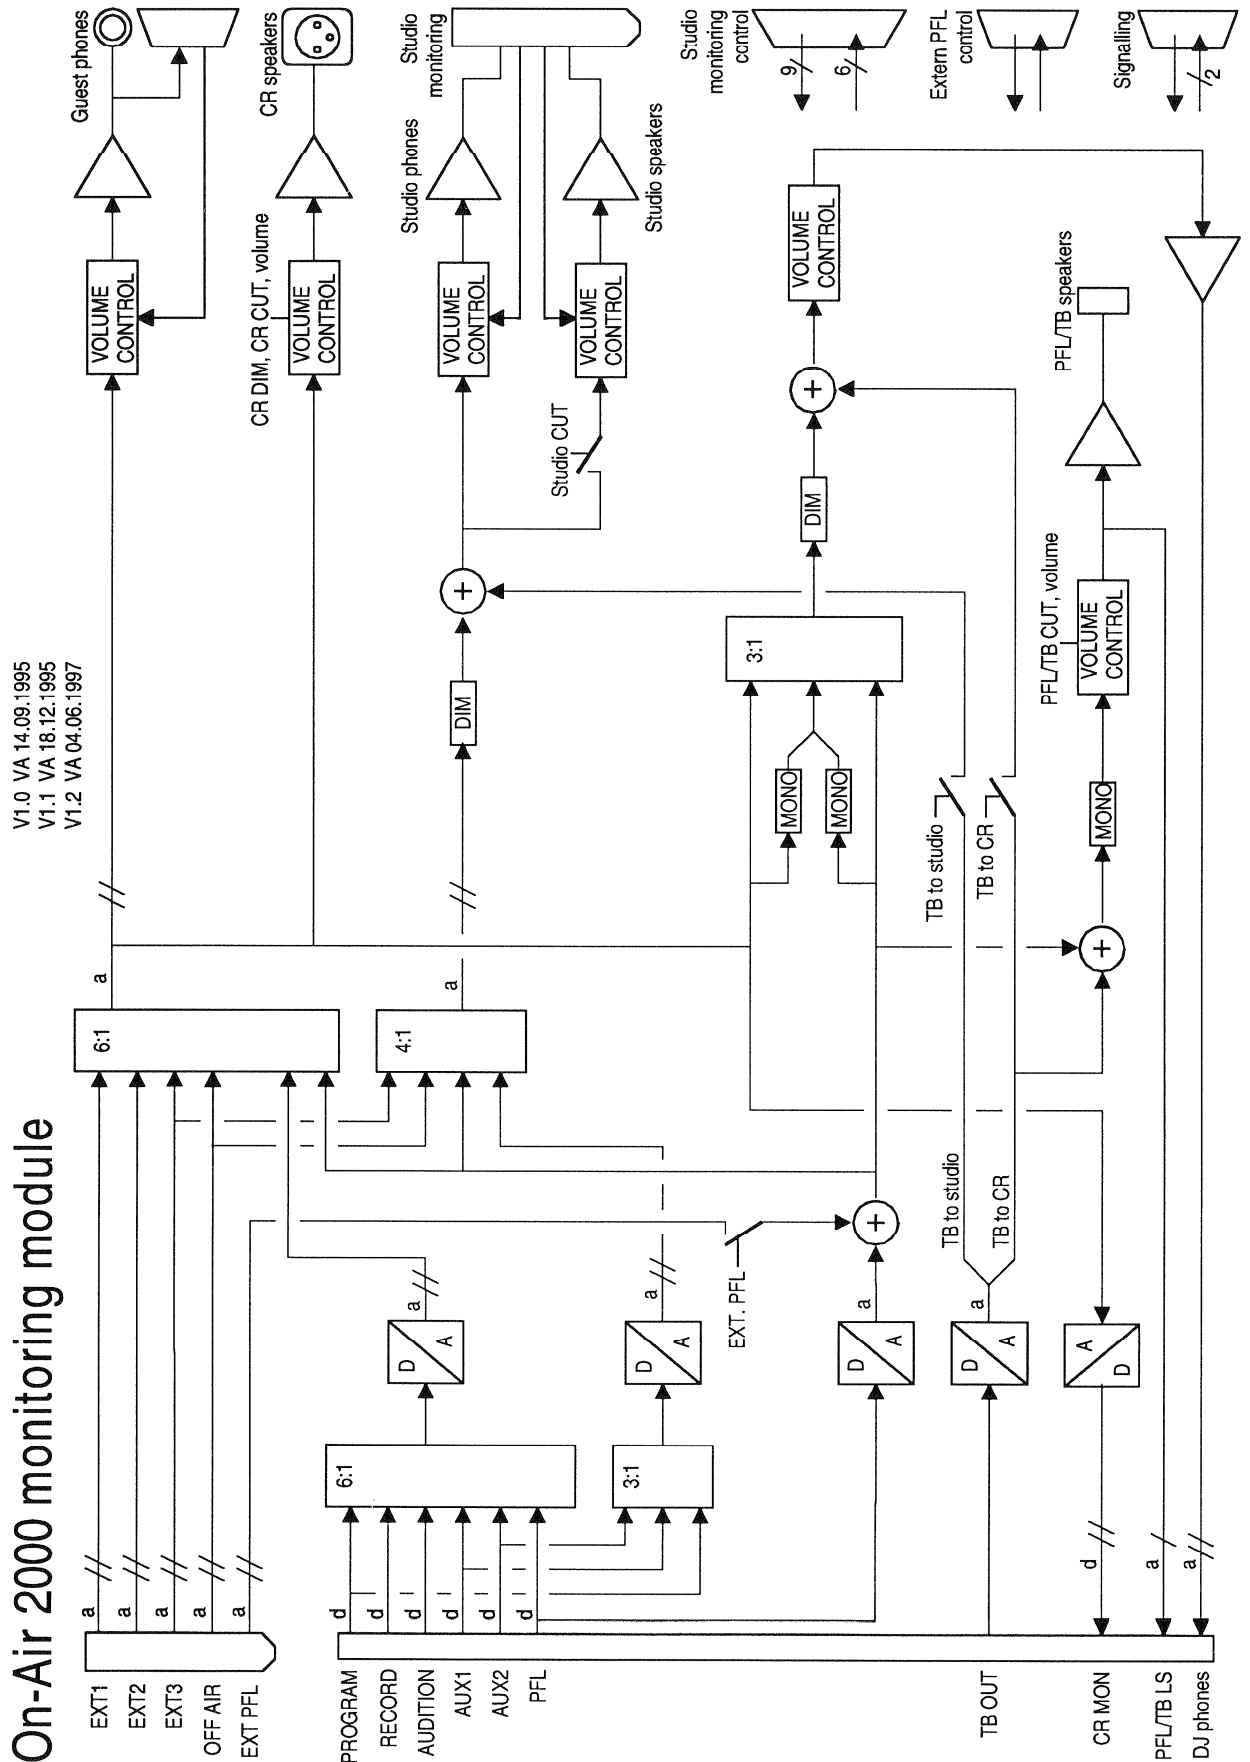 On-Air 2000 monitoring module
V1.0 VA 14.09.1995
V1.1 VA 18.12.1995
V1.2 VA 04.06.1997
EXT1
EXT2
EXT3
OFF AIR
EXT PFL
a
a
a
a
a
PROGRAM
RECORD
AUDITION
AUX1
AUX2
PFL
d
d
d
d
d
d
TB OUT
CR MON
PFL/TB LS
DJ phones
d
a
a
6:1
3:1
D
A
D
A
D
A
D
A
A
D
a
a
a
a
EXT. PFL
TB to studio
TB to CR
6:1
4:1
a
a
TB to studio
TB to CR
MONO
MONO
MONO
3:1
DIM
DIM
+
+
+
+
Studio CUT
VOLUME
CONTROL
Guest phones
CR DIM, CR CUT, volume
VOLUME
CONTROL
CR speakers
VOLUME
CONTROL
Studio phones
VOLUME
CONTROL
Studio speakers
Studio
monitoring
VOLUME
CONTROL
PFL/TB CUT, volume
VOLUME
CONTROL
PFL/TB speakers
Studio
monitoring
control
9
6
Extern PFL
control
Signalling
2